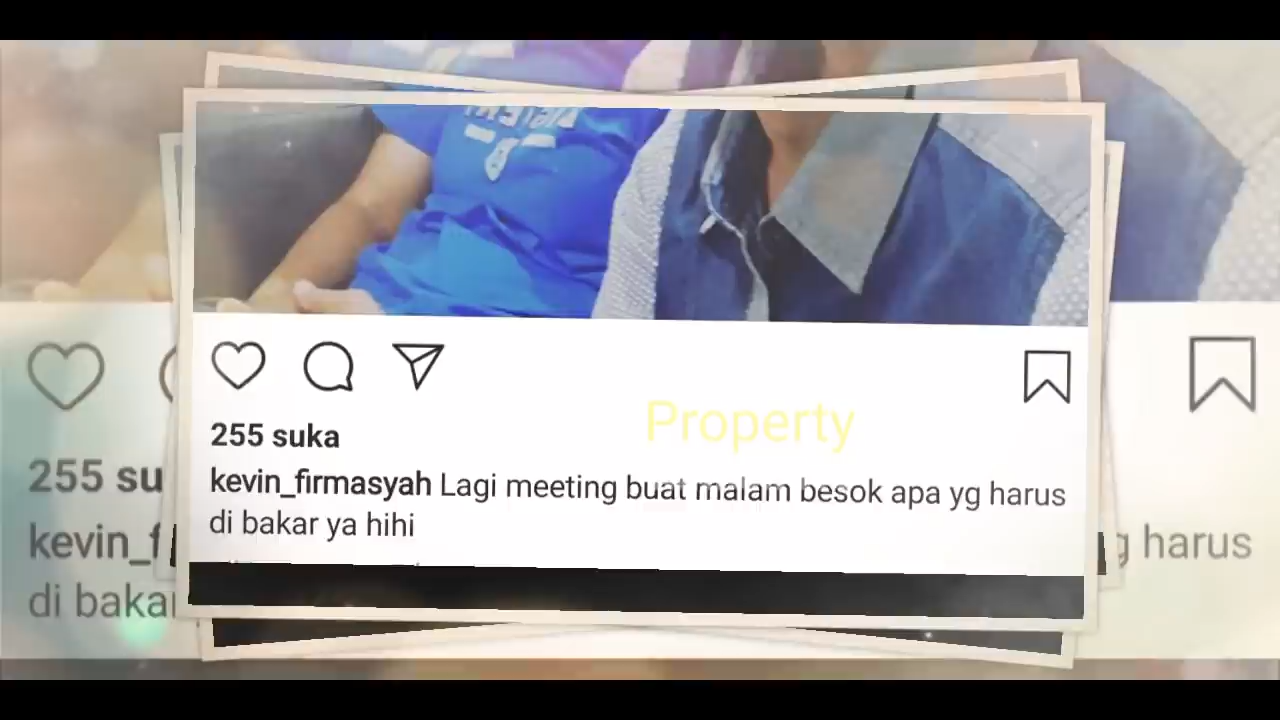 255 suka
Property
kevin_firmasyah Lagi meeting buat malam besok apa yg harus
di bakar ya hihi
255 su
kevin_f
g harus
di bakar